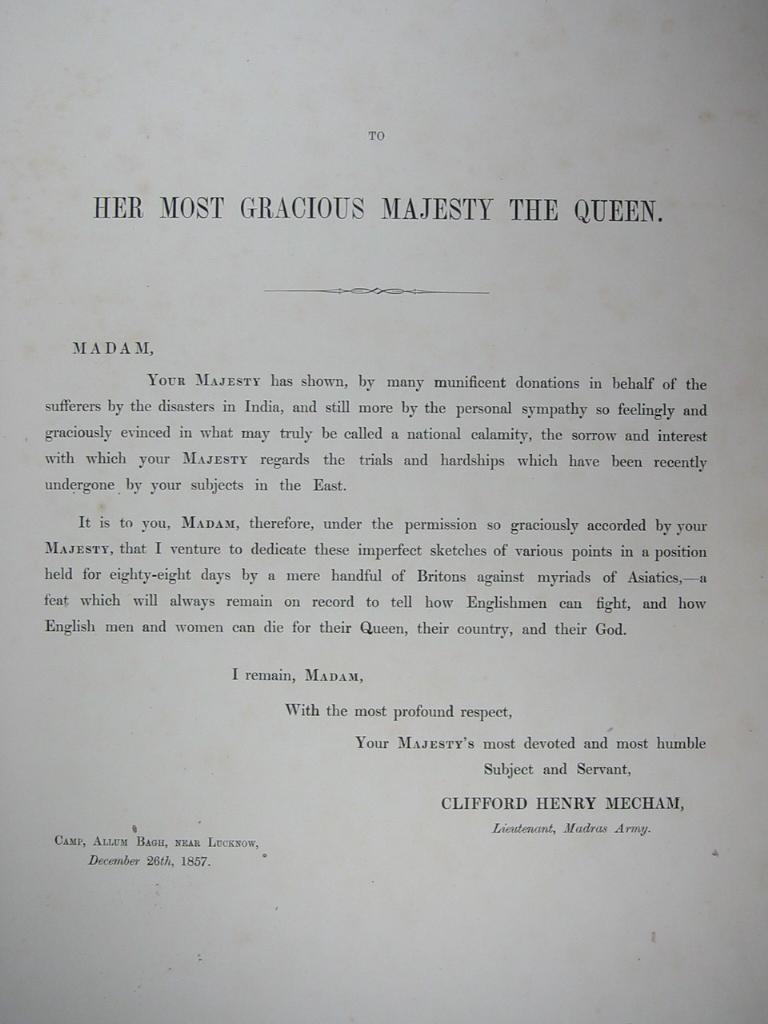 TO
HER MOST GRACIOUS MAJESTY THE QUEEN.
MADAM,
YOUR MAJESTY has shown, by many munificent donations in behalf of the
sufferers by the disasters in India, and still more by the personal sympathy so feelingly and
graciously evinced in what may truly be called a national calamity, the sorrow and interest
with which your MAJESTY regards the trials and hardships which have been recently
undergone by your subjects in the East.
It is to you, MADAM, therefore, under the permission so graciously accorded by your
MAJESTY, that I venture to dedicate these imperfect sketches of various points in a position
held for eighty-eight days by a mere handful of Britons against myriads of Asiatics,—a
feat which will always remain on record to tell how Englishmen can fight, and how
English men and women can die for their Queen, their country, and their God.
I remain, MADAM,
With the most profound respect,
Your MAJESTY'S most devoted and most humble
Subject and Servant,
CLIFFORD HENRY MECHAM,
Lieutenant, Madras Army.
CAMP, ALLUM BAGH, NEAR LUCKNOW,
December 26th, 1857.